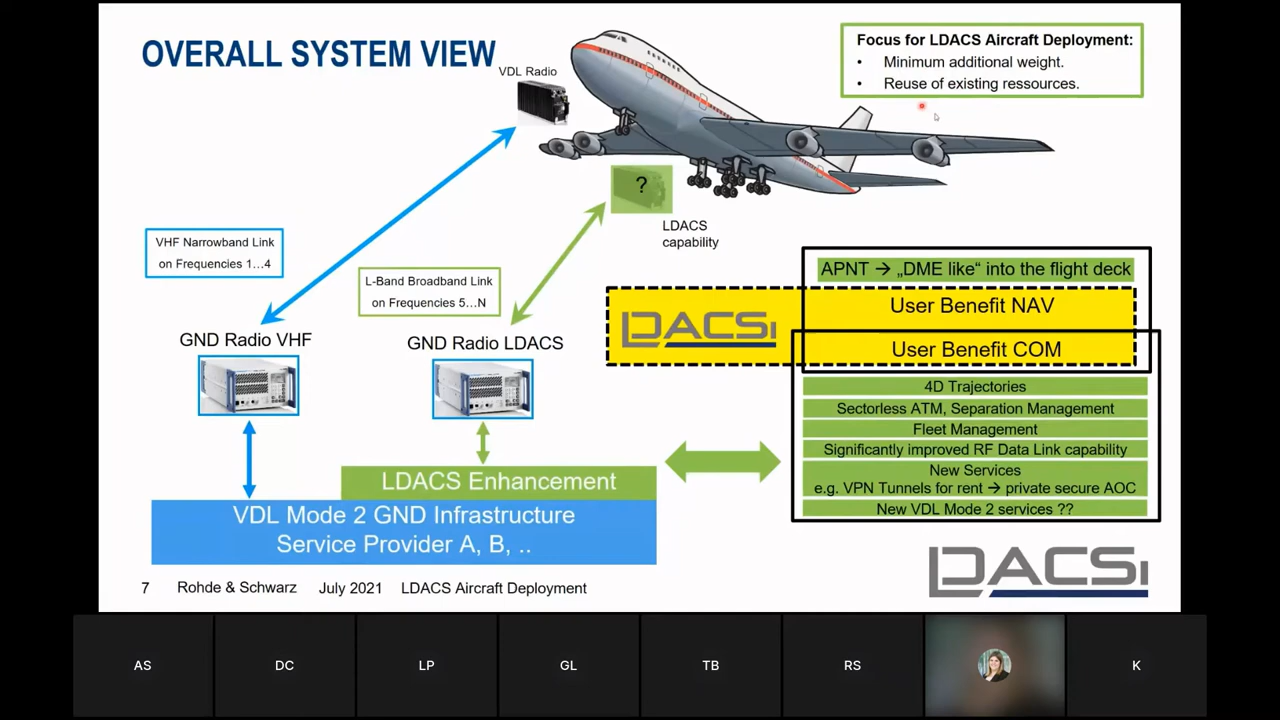 OVERALL SYSTEM VIEW
VDL Radio
Focus for LDACS Aircraft Deployment:
• Minimum additional weight.
• Reuse of existing ressources.
?
LDACS
capability
VHF Narrowband Link
on Frequencies 1…4
L-Band Broadband Link
on Frequencies 5…N
GND Radio VHF
GND Radio LDACS
APNT → „DME like“ into the flight deck
LDACSi
User Benefit NAV
User Benefit COM
4D Trajectories
Sectorless ATM, Separation Management
Fleet Management
Significantly improved RF Data Link capability
New Services
e.g. VPN Tunnels for rent → private secure AOC
New VDL Mode 2 services ??
LDACS Enhancement
VDL Mode 2 GND Infrastructure
Service Provider A, B, ..
LDACSi
7 Rohde & Schwarz July 2021 LDACS Aircraft Deployment
AS DC LP GL TB RS K